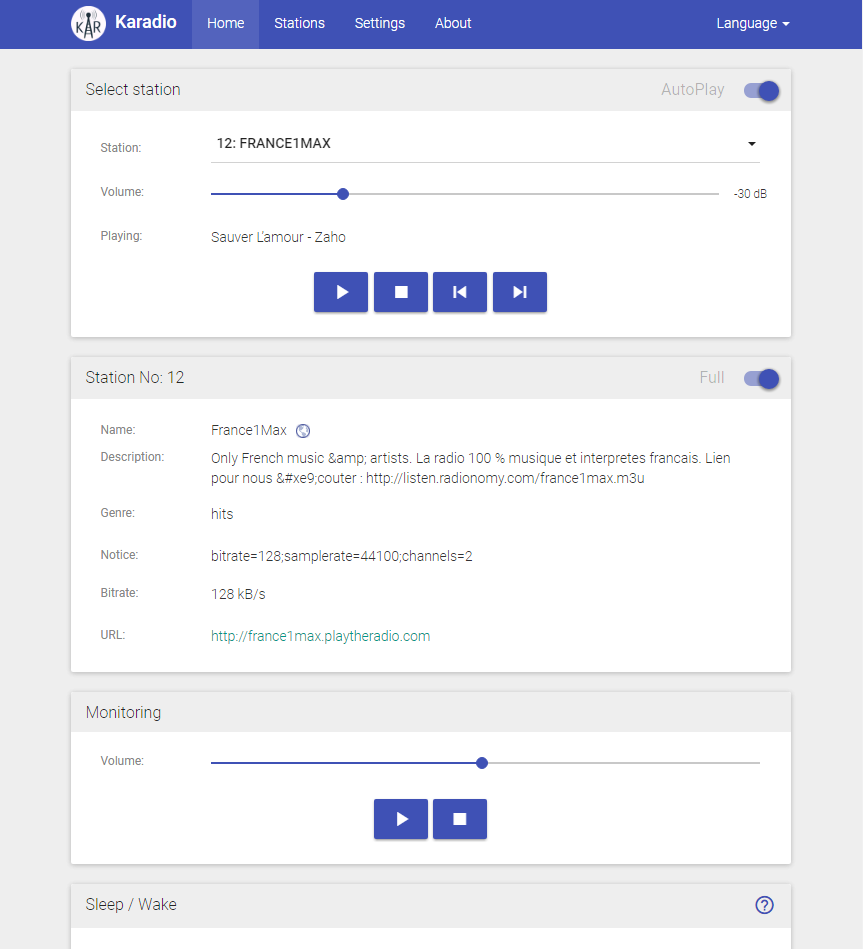 KAR Karadio Home Stations Settings About Language
Select station AutoPlay
Station: 12: FRANCE1MAX
Volume: -30 dB
Playing: Sauver L'amour - Zaho
Station No: 12 Full
Name: France1Max
Description: Only French music &amp; artists. La radio 100 % musique et interpretes francais. Lien
pour nous &#xe9;couter : http://listen.radionomy.com/france1max.m3u
Genre: hits
Notice: bitrate=128;samplerate=44100;channels=2
Bitrate: 128 kB/s
URL: http://france1max.playtheradio.com
Monitoring
Volume:
Sleep / Wake ?